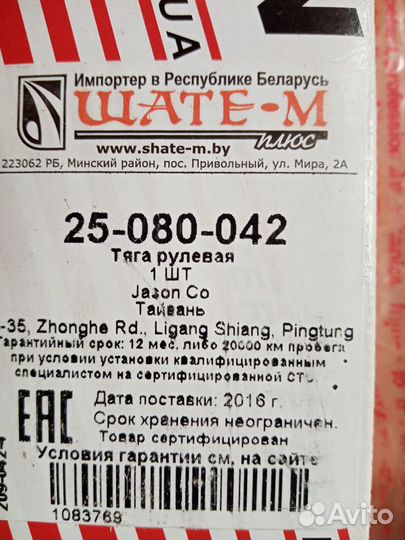 UA
Импортер в Республике Беларусь
ШАТЕ-М
плюс
www.shate-m.by
223062 РБ, Минский район, пос. Привольный, ул. Мира, 2А
25-080-042
Тяга рулевая
1 ШТ
Jason Co
Тайвань
-35, Zhonghe Rd., Ligang Shiang, Pingtung
Гарантийный срок: 12 мес. либо 20000 км пробега
при условии установки квалифицированным
специалистом на сертифицированной СТО.
EAC
Дата поставки: 2016 г.
Срок хранения неограничен.
Товар сертифицирован
Условия гарантии см. на сайте
1083769
Avito